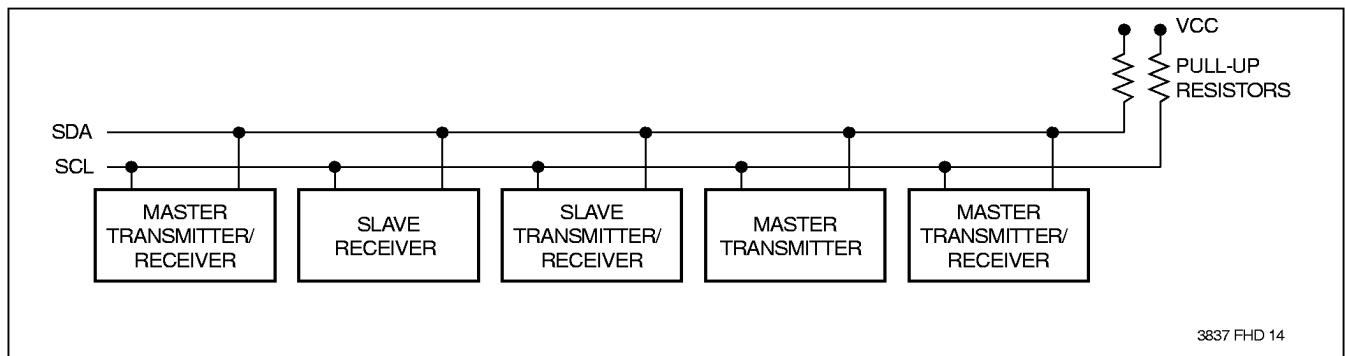 VCC
PULL-UP
RESISTORS
SDA
SCL
MASTER
TRANSMITTER/
RECEIVER
SLAVE
RECEIVER
SLAVE
TRANSMITTER/
RECEIVER
MASTER
TRANSMITTER
MASTER
TRANSMITTER/
RECEIVER
3837 FHD 14